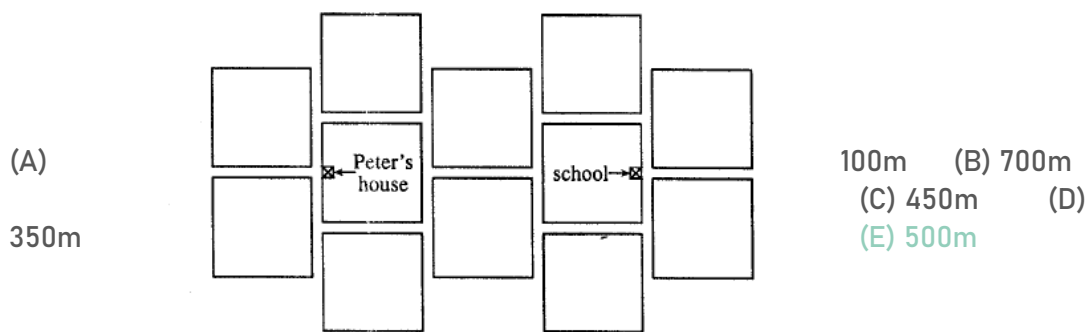 (A)
Peter's
house
school
100m (B) 700m
(C) 450m (D)
350m
(E) 500m